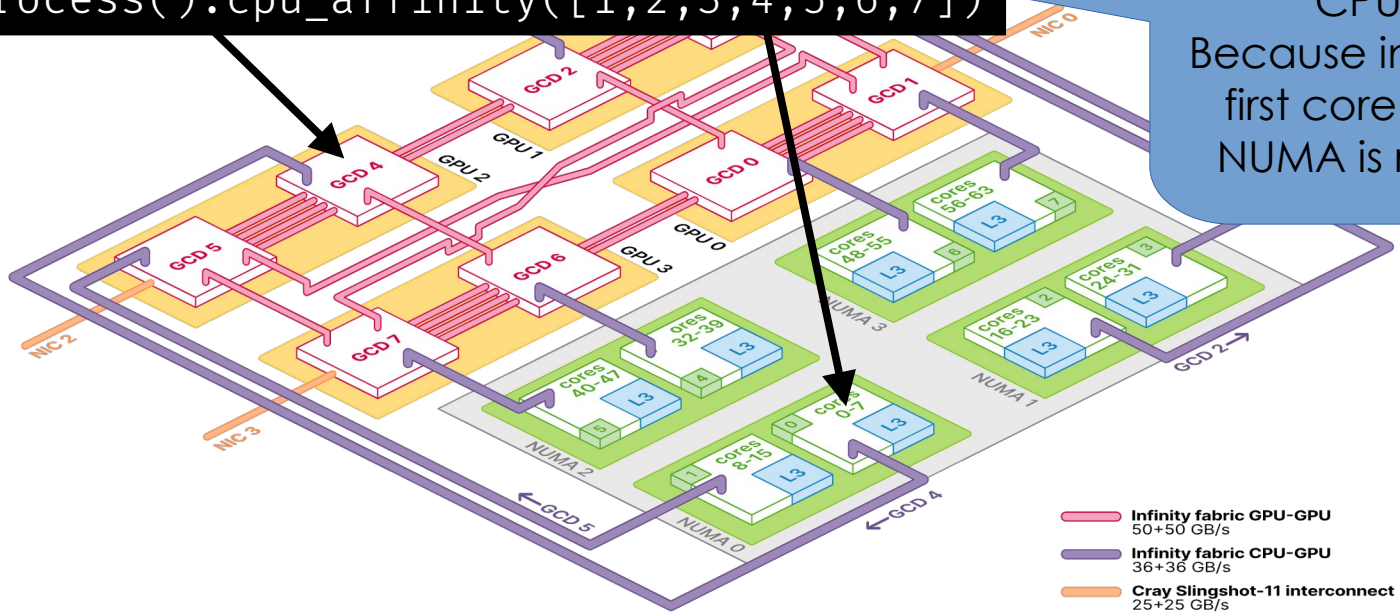 rocess().cpu_affinity([1,2,3,4,5,6,7])
CPU
Because in
first core
NUMA is
NIC 0
GCD 2
GCD 1
GPU 1
GCD 4
GPU 2
GCD 0
GPU 0
cores
56-63
7
L3
GCD 5
GCD 6
GPU 3
cores
48-55
6
L3
NUMA 3
cores
24-31
3
L3
cores
16-23
2
L3
NUMA 1
GCD 2→
NIC 2
GCD 7
cores
32-39
4
L3
cores
40-47
5
L3
NUMA 2
NIC 3
cores
0-7
0
L3
cores
8-15
1
L3
NUMA 0
←GCD 5
←GCD 4
Infinity fabric GPU-GPU
50+50 GB/s
Infinity fabric CPU-GPU
36+36 GB/s
Cray Slingshot-11 interconnect
25+25 GB/s